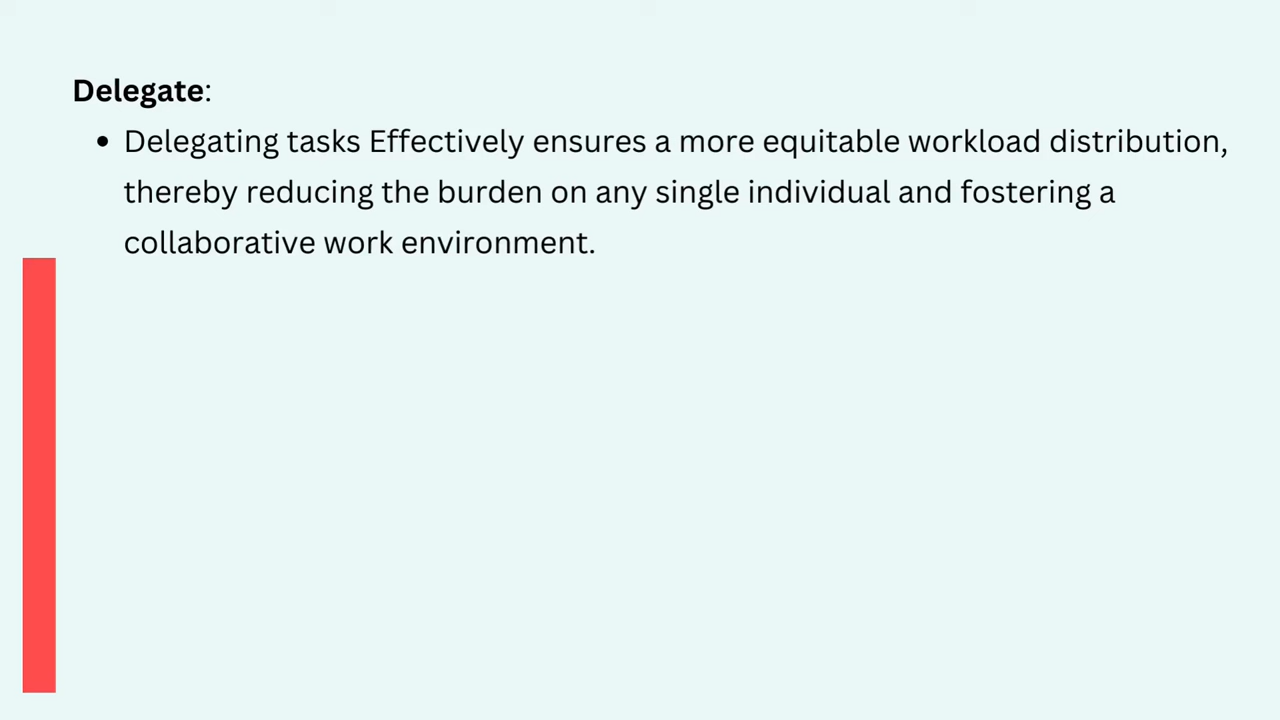 Delegate:
• Delegating tasks Effectively ensures a more equitable workload distribution,
thereby reducing the burden on any single individual and fostering a
collaborative work environment.